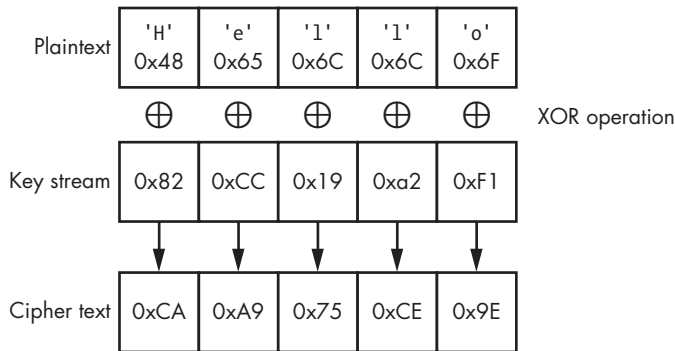 'H' 'e' 'l' 'l' 'o'
Plaintext 0x48 0x65 0x6C 0x6C 0x6F
⊕ ⊕ ⊕ ⊕ ⊕ XOR operation
Key stream 0x82 0xCC 0x19 0xa2 0xF1
Cipher text 0xCA 0xA9 0x75 0xCE 0x9E